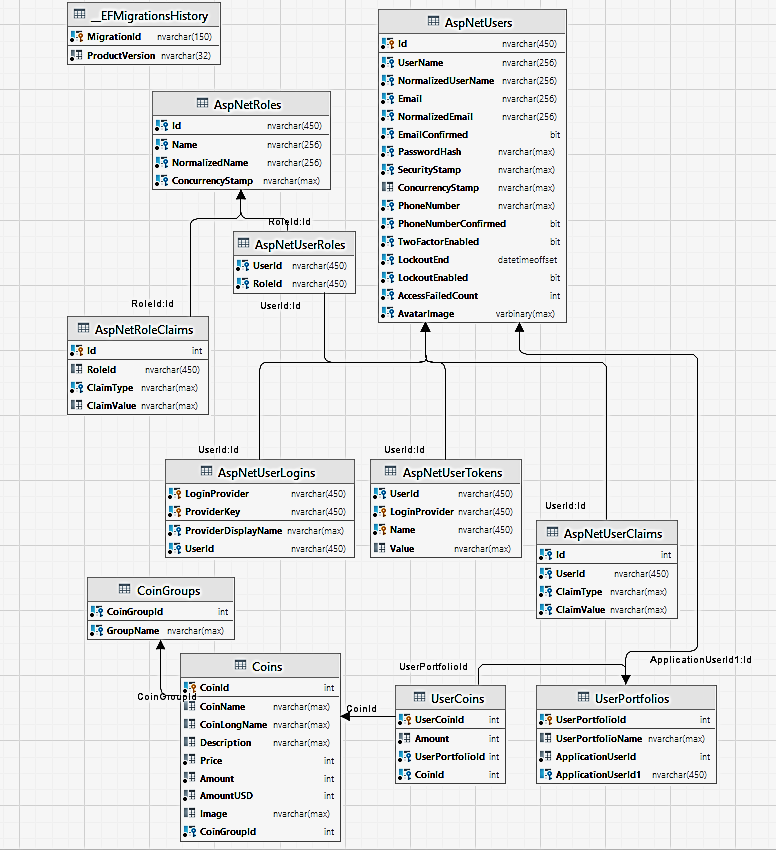 __EFMigrationsHistory
MigrationId nvarchar(150)
ProductVersion nvarchar(32)
AspNetUsers
Id nvarchar(450)
UserName nvarchar(256)
NormalizedUserName nvarchar(256)
Email nvarchar(256)
NormalizedEmail nvarchar(256)
EmailConfirmed bit
PasswordHash nvarchar(max)
SecurityStamp nvarchar(max)
ConcurrencyStamp nvarchar(max)
PhoneNumber nvarchar(max)
PhoneNumberConfirmed bit
TwoFactorEnabled bit
LockoutEnd datetimeoffset
LockoutEnabled bit
AccessFailedCount int
AvatarImage varbinary(max)
AspNetRoles
Id nvarchar(450)
Name nvarchar(256)
NormalizedName nvarchar(256)
ConcurrencyStamp nvarchar(max)
RoleId:Id
AspNetUserRoles
UserId nvarchar(450)
RoleId nvarchar(450)
RoleId:Id
UserId:Id
AspNetRoleClaims
Id int
RoleId nvarchar(450)
ClaimType nvarchar(max)
ClaimValue nvarchar(max)
UserId:Id
AspNetUserLogins
LoginProvider nvarchar(450)
ProviderKey nvarchar(450)
ProviderDisplayName nvarchar(max)
UserId nvarchar(450)
UserId:Id
AspNetUserTokens
UserId nvarchar(450)
LoginProvider nvarchar(450)
Name nvarchar(450)
Value nvarchar(max)
UserId:Id
AspNetUserClaims
Id int
UserId nvarchar(450)
ClaimType nvarchar(max)
ClaimValue nvarchar(max)
CoinGroups
CoinGroupId int
GroupName nvarchar(max)
CoinGroupId
Coins
CoinId int
CoinName nvarchar(max)
CoinLongName nvarchar(max)
Description nvarchar(max)
Price int
Amount int
AmountUSD int
Image nvarchar(max)
CoinGroupId int
CoinId
UserPortfolioId
UserCoins
UserCoinId int
Amount int
UserPortfolioId int
CoinId int
ApplicationUserId1:Id
UserPortfolios
UserPortfolioId int
UserPortfolioName nvarchar(max)
ApplicationUserId int
ApplicationUserId1 nvarchar(450)